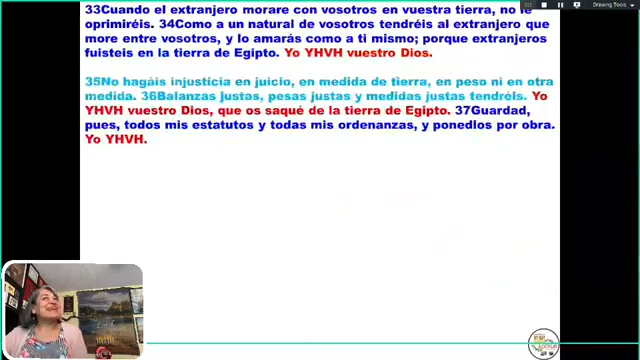 Drawing Tools
33Cuando el extranjero morare con vosotros en vuestra tierra, no le
oprimiréis. 34Como a un natural de vosotros tendréis al extranjero que
more entre vosotros, y lo amarás como a ti mismo; porque extranjeros
fuisteis en la tierra de Egipto. Yo YHVH vuestro Dios.
35No hagáis injusticia en juicio, en medida de tierra, en peso ni en otra
medida. 36Balanzas justas, pesas justas y medidas justas tendréis. Yo
YHVH vuestro Dios, que os saqué de la tierra de Egipto. 37Guardad,
pues, todos mis estatutos y todas mis ordenanzas, y ponedlos por obra.
Yo YHVH.
The Lord